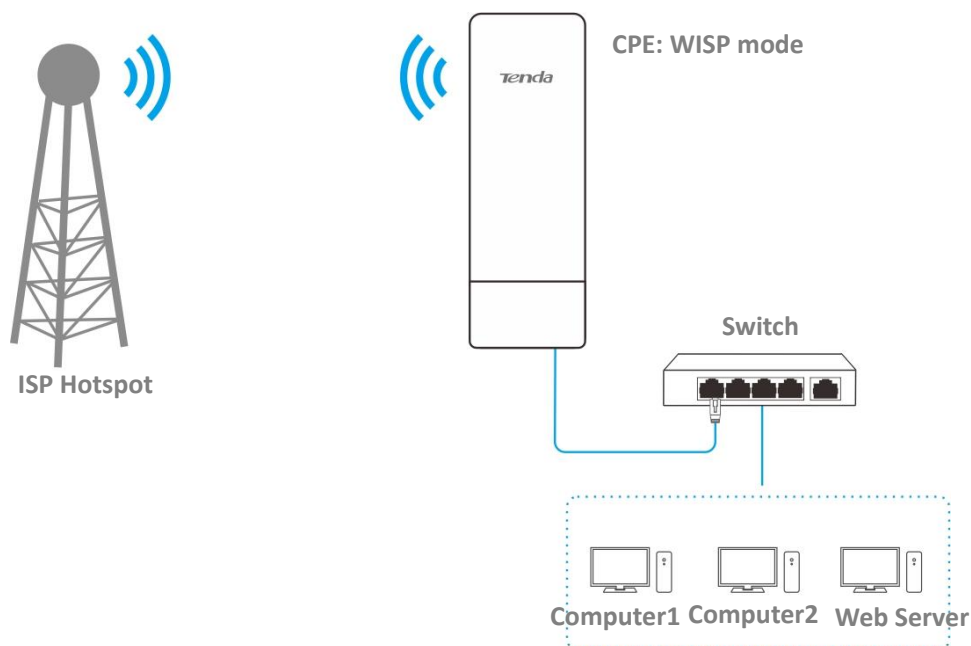 CPE: WISP mode
Tenda
Switch
ISP Hotspot
Computer1 Computer2 Web Server